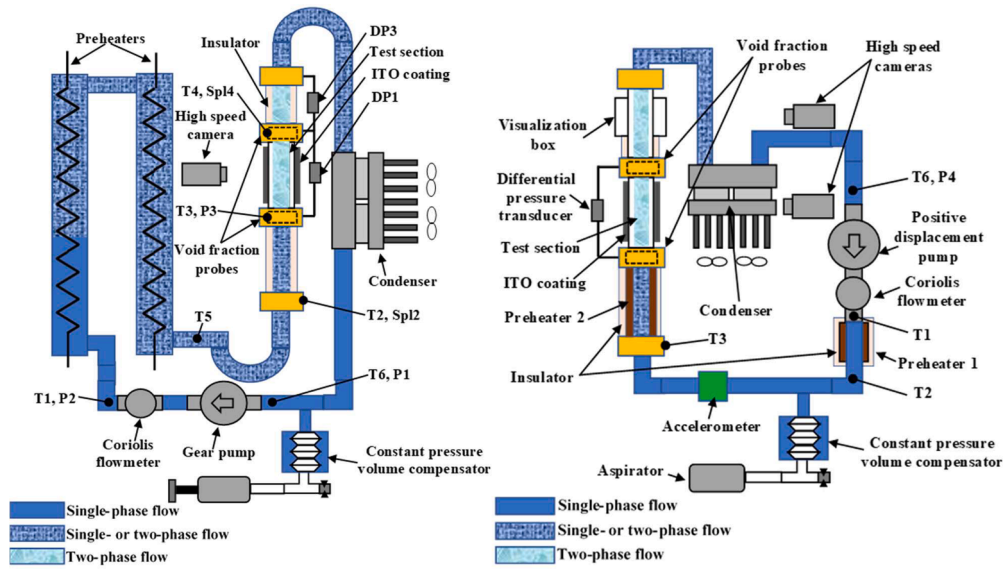 Preheaters
Insulator
DP3
Test section
ITO coating
DP1
T4, Spl4
High speed
camera
T3, P3
Void fraction
probes
Condenser
T2, Spl2
T5
T6, P1
T1, P2
Coriolis
flowmeter
Gear pump
Constant pressure
volume compensator
Single-phase flow
Single- or two-phase flow
Two-phase flow
Void fraction
probes
High speed
cameras
Visualization
box
Differential
pressure
transducer
Test section
ITO coating
Preheater 2
Insulator
T3
Condenser
T6, P4
Positive
displacement
pump
Coriolis
flowmeter
T1
Preheater 1
T2
Accelerometer
Constant pressure
volume compensator
Aspirator
Single-phase flow
Single- or two-phase flow
Two-phase flow